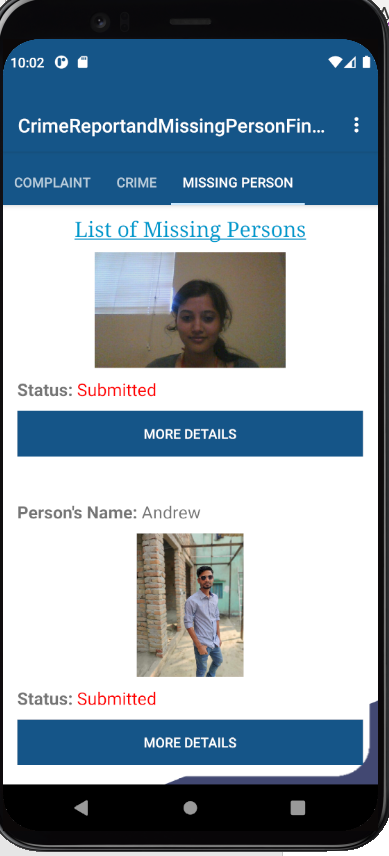 10:02
CrimeReportandMissingPersonFin...
COMPLAINT CRIME MISSING PERSON
List of Missing Persons
Status: Submitted
MORE DETAILS
Person's Name: Andrew
Status: Submitted
MORE DETAILS